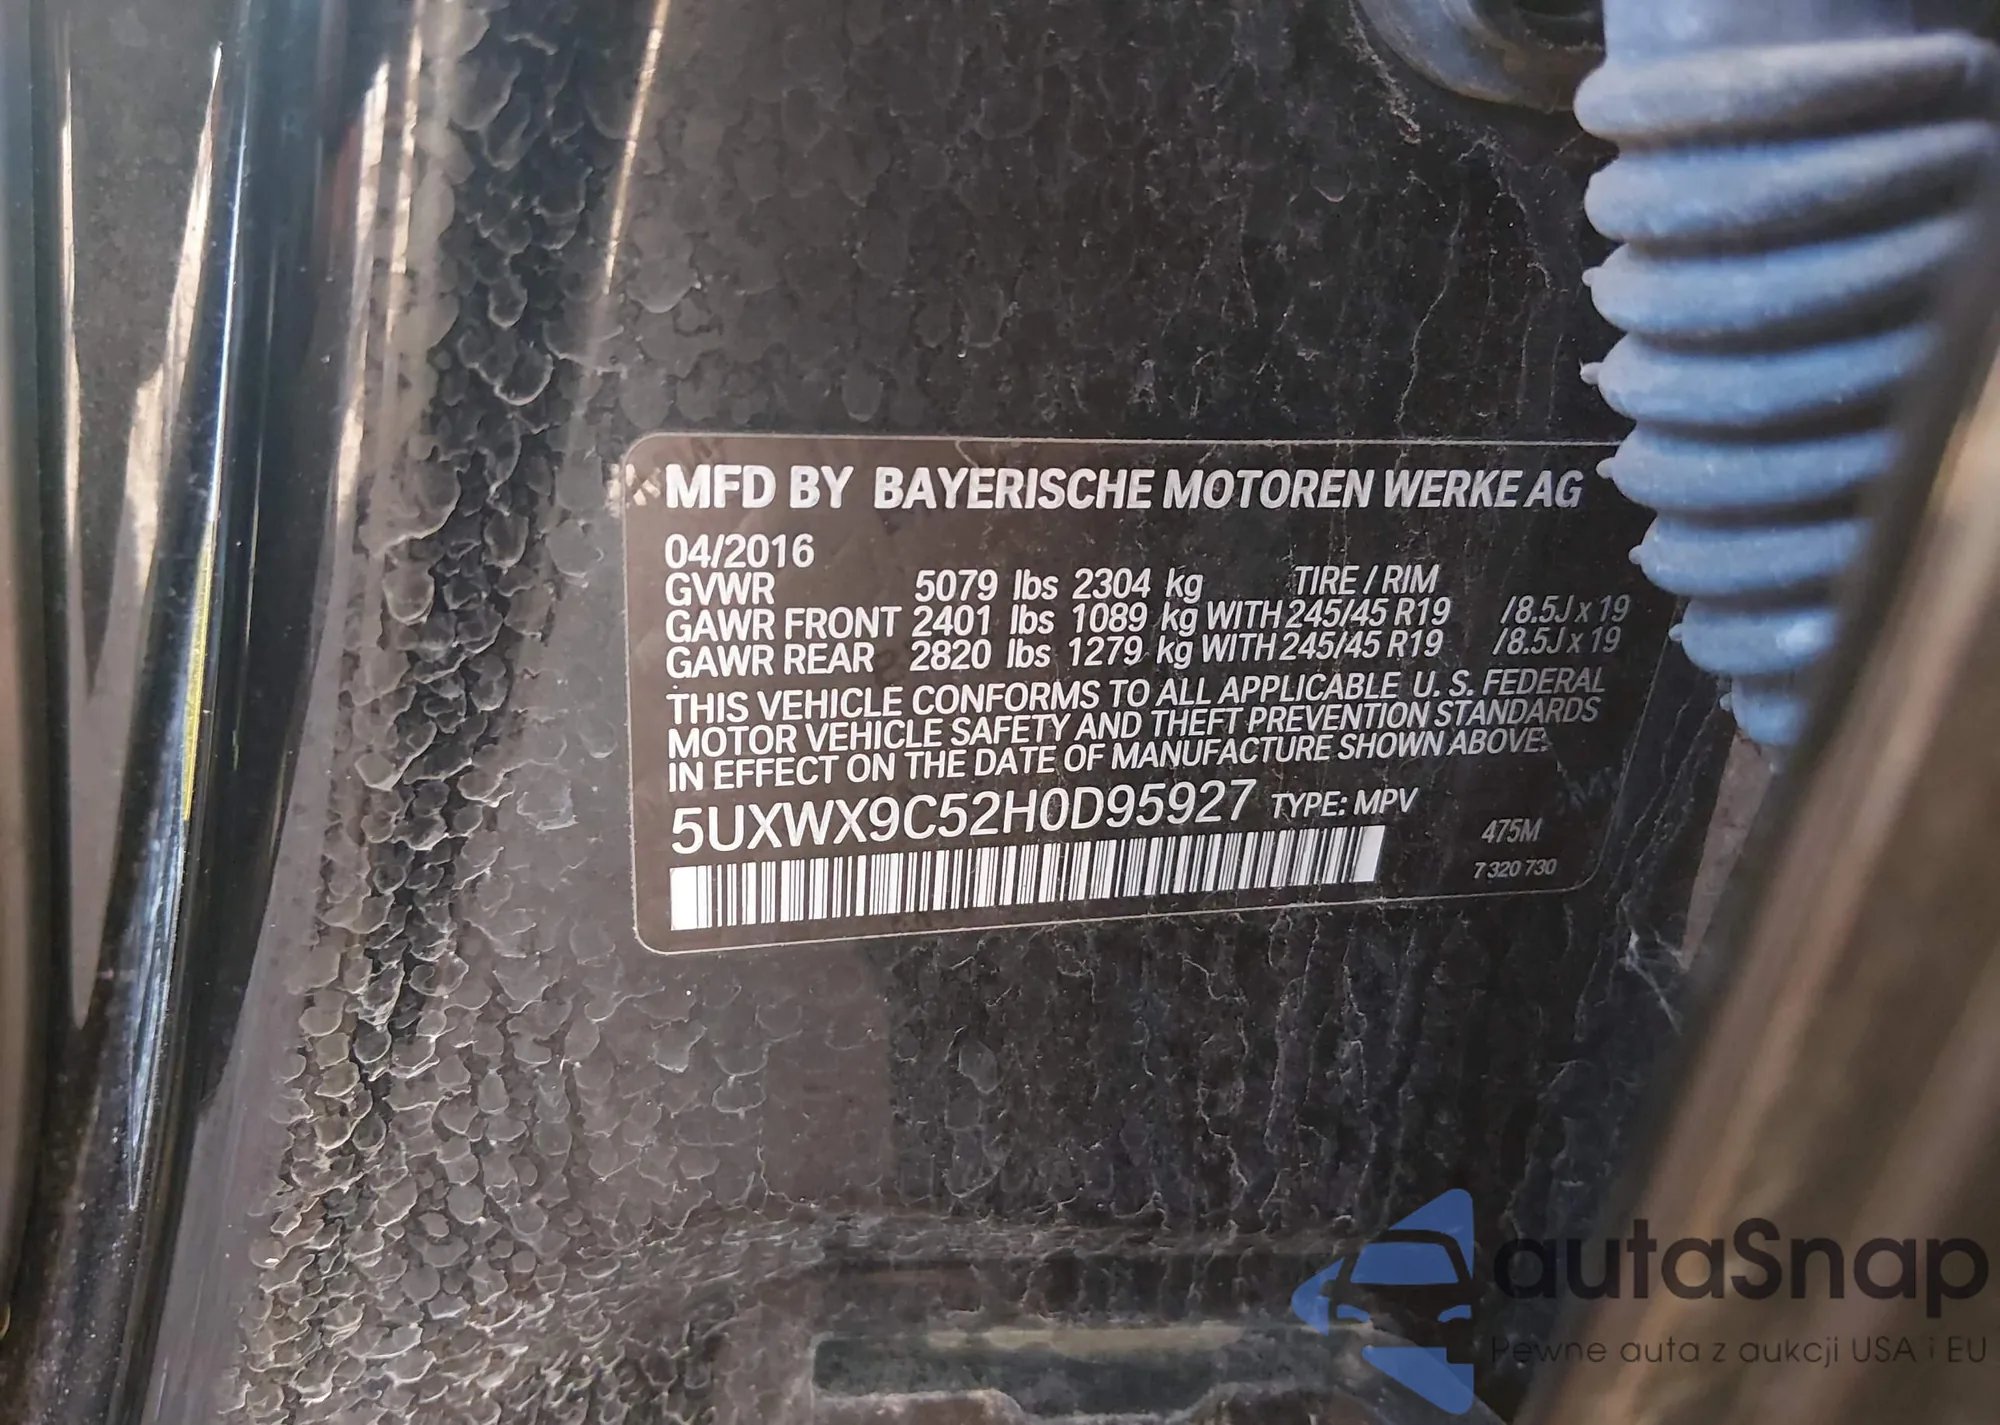 MFD BY BAYERISCHE MOTOREN WERKE AG
04/2016
GVWR 5079 lbs 2304 kg TIRE / RIM
GAWR FRONT 2401 lbs 1089 kg WITH 245/45 R19 /8.5J x 19
GAWR REAR 2820 lbs 1279 kg WITH 245/45 R19 /8.5J x 19
THIS VEHICLE CONFORMS TO ALL APPLICABLE U. S. FEDERAL
MOTOR VEHICLE SAFETY AND THEFT PREVENTION STANDARDS
IN EFFECT ON THE DATE OF MANUFACTURE SHOWN ABOVE.
5UXWX9C52H0D95927 TYPE: MPV
475M
7 320 730
autaSnap
Pewne auta z aukcji USA i EU